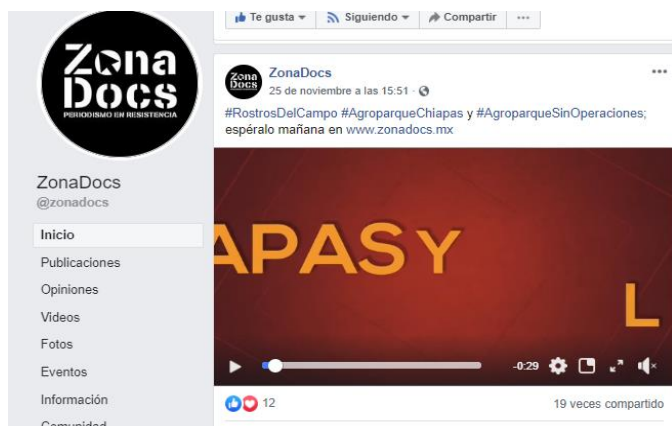 Te gusta
Siguiendo
Compartir
Zona
Docs
PERIODISMO EN RESISTENCIA
ZonaDocs
@zonadocs
Inicio
Publicaciones
Opiniones
Videos
Fotos
Eventos
Información
Comunidad
Zona
Docs
ZonaDocs
25 de noviembre a las 15:51 ·
#RostrosDelCampo #AgroparqueChiapas y #AgroparqueSinOperaciones;
espéralo mañana en www.zonadocs.mx
APAS Y
L
-0:29
12
19 veces compartido